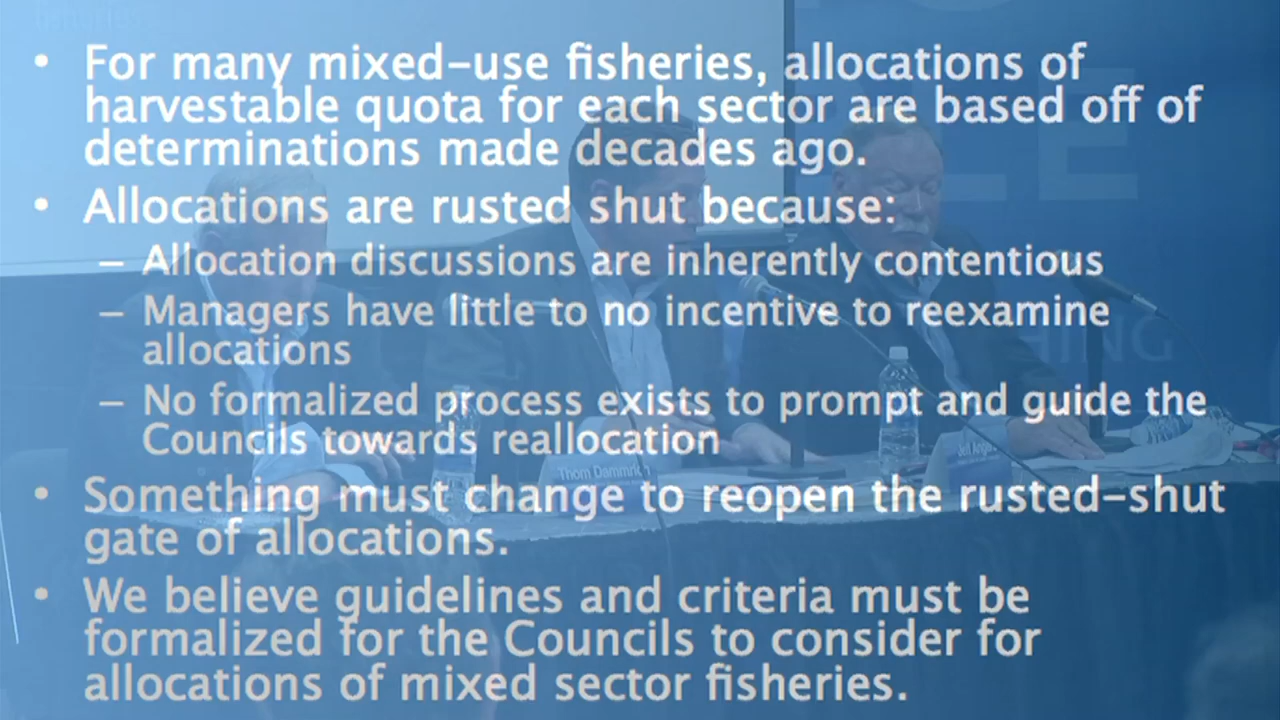 • For many mixed-use fisheries, allocations of
harvestable quota for each sector are based off of
determinations made decades ago.
• Allocations are rusted shut because:
– Allocation discussions are inherently contentious
– Managers have little to no incentive to reexamine
allocations
– No formalized process exists to prompt and guide the
Councils towards reallocation
• Something must change to reopen the rusted-shut
gate of allocations.
• We believe guidelines and criteria must be
formalized for the Councils to consider for
allocations of mixed sector fisheries.
Thom Dammrich
Jeff